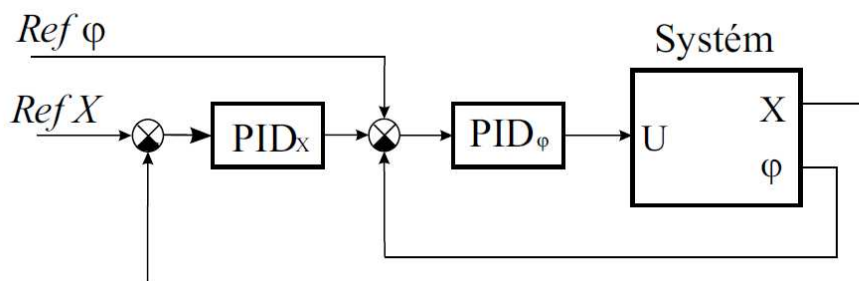 Ref φ
Systém
Ref X
PIDX
PIDφ
U
X
φ